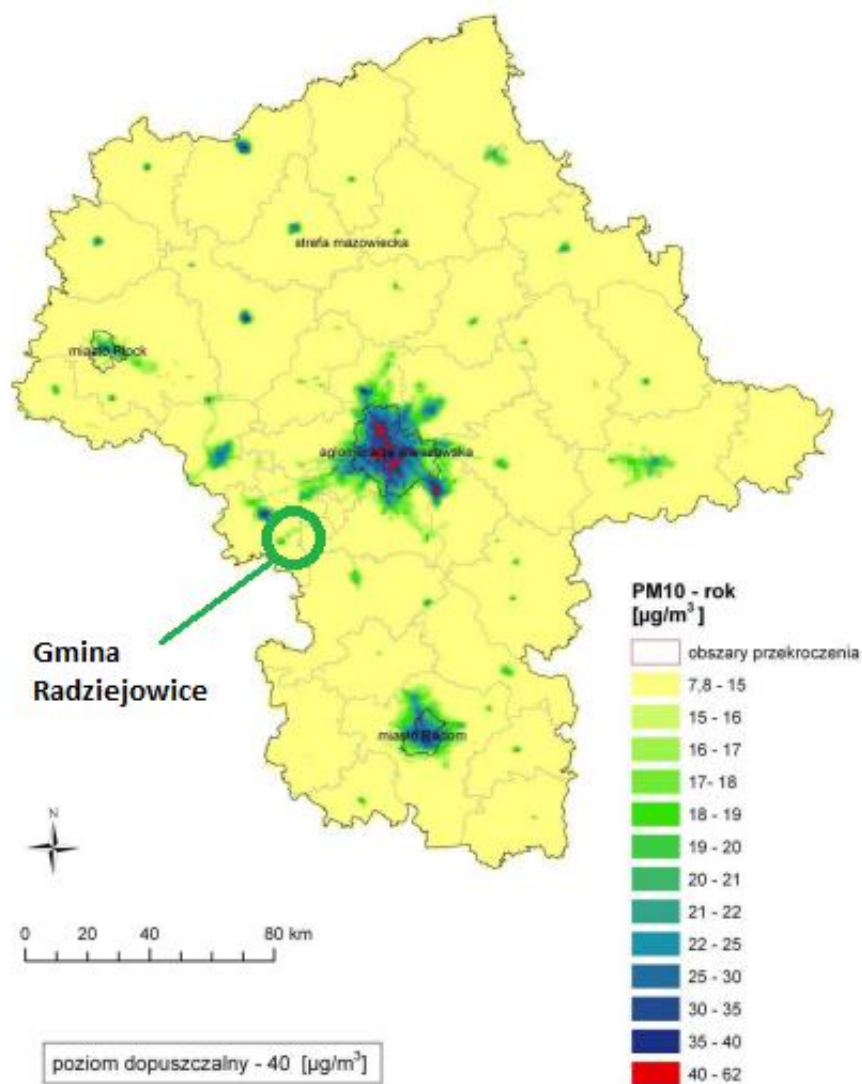 strefa mazowiecka
miasto Płock
aglomeracja warszawska
Gmina
Radziejowice
miasto Radom
N
0 20 40 80 km
poziom dopuszczalny - 40 [µg/m³]
PM10 - rok
[µg/m³ ]
obszary przekroczenia
7,8 - 15
15 - 16
16 - 17
17- 18
18 - 19
19 - 20
20 - 21
21 - 22
22 - 25
25 - 30
30 - 35
35 - 40
40 - 62